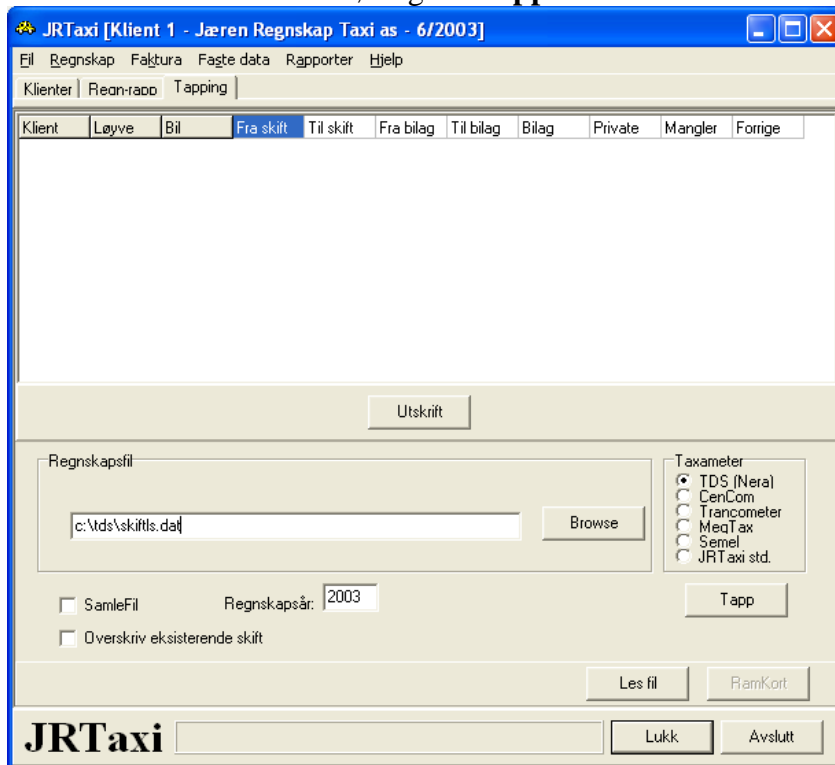 JRTaxi [Klient 1 - Jæren Regnskap Taxi as - 6/2003]
Fil Regnskap Faktura Faste data Rapporter Hjelp
Klienter Regn-rapp Tapping
Klient Løyve Bil Fra skift Til skift Fra bilag Til bilag Bilag Private Mangler Forrige
Utskrift
Regnskapsfil
c:\tds\skiftls.dat
Browse
Taxameter
TDS (Nera)
CenCom
Trancometer
MegTax
Semel
JRTaxi std.
SamleFil
Regnskapsår: 2003
Tapp
Overskriv eksisterende skift
Les fil RamKort
JRTaxi
Lukk Avslutt